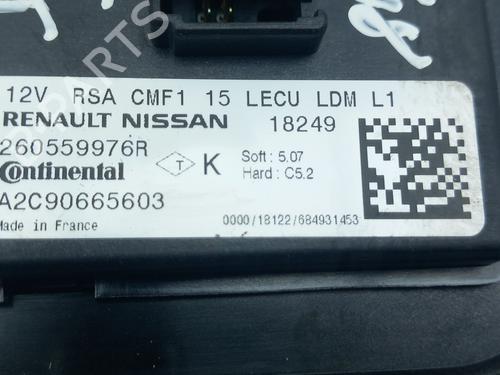 12V RSA CMF1 15 LECU LDM L1
RENAULT NISSAN 18249
260559976R
T K Soft : 5.07
Continental Hard : C5.2
A2C90665603
0000/18122/684931453
Made in France